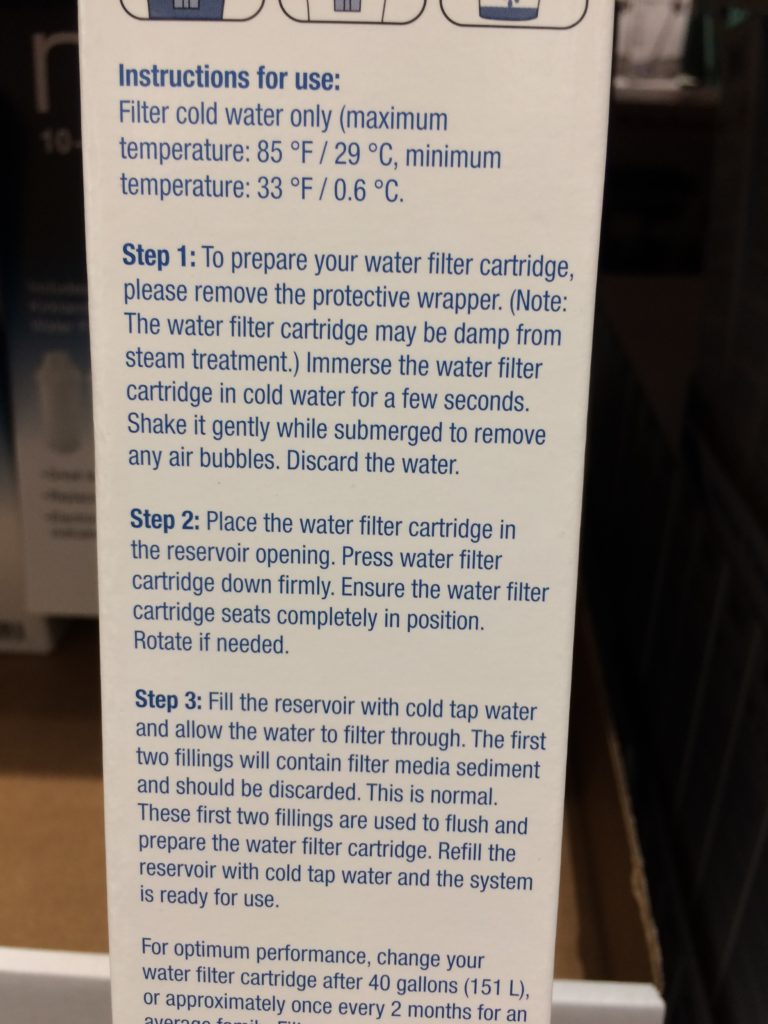 Instructions for use:
Filter cold water only (maximum
temperature: 85 °F / 29 °C, minimum
temperature: 33 °F / 0.6 °C.
Step 1: To prepare your water filter cartridge,
please remove the protective wrapper. (Note:
The water filter cartridge may be damp from
steam treatment.) Immerse the water filter
cartridge in cold water for a few seconds.
Shake it gently while submerged to remove
any air bubbles. Discard the water.
Step 2: Place the water filter cartridge in
the reservoir opening. Press water filter
cartridge down firmly. Ensure the water filter
cartridge seats completely in position.
Rotate if needed.
Step 3: Fill the reservoir with cold tap water
and allow the water to filter through. The first
two fillings will contain filter media sediment
and should be discarded. This is normal.
These first two fillings are used to flush and
prepare the water filter cartridge. Refill the
reservoir with cold tap water and the system
is ready for use.
For optimum performance, change your
water filter cartridge after 40 gallons (151 L),
or approximately once every 2 months for an
average family.